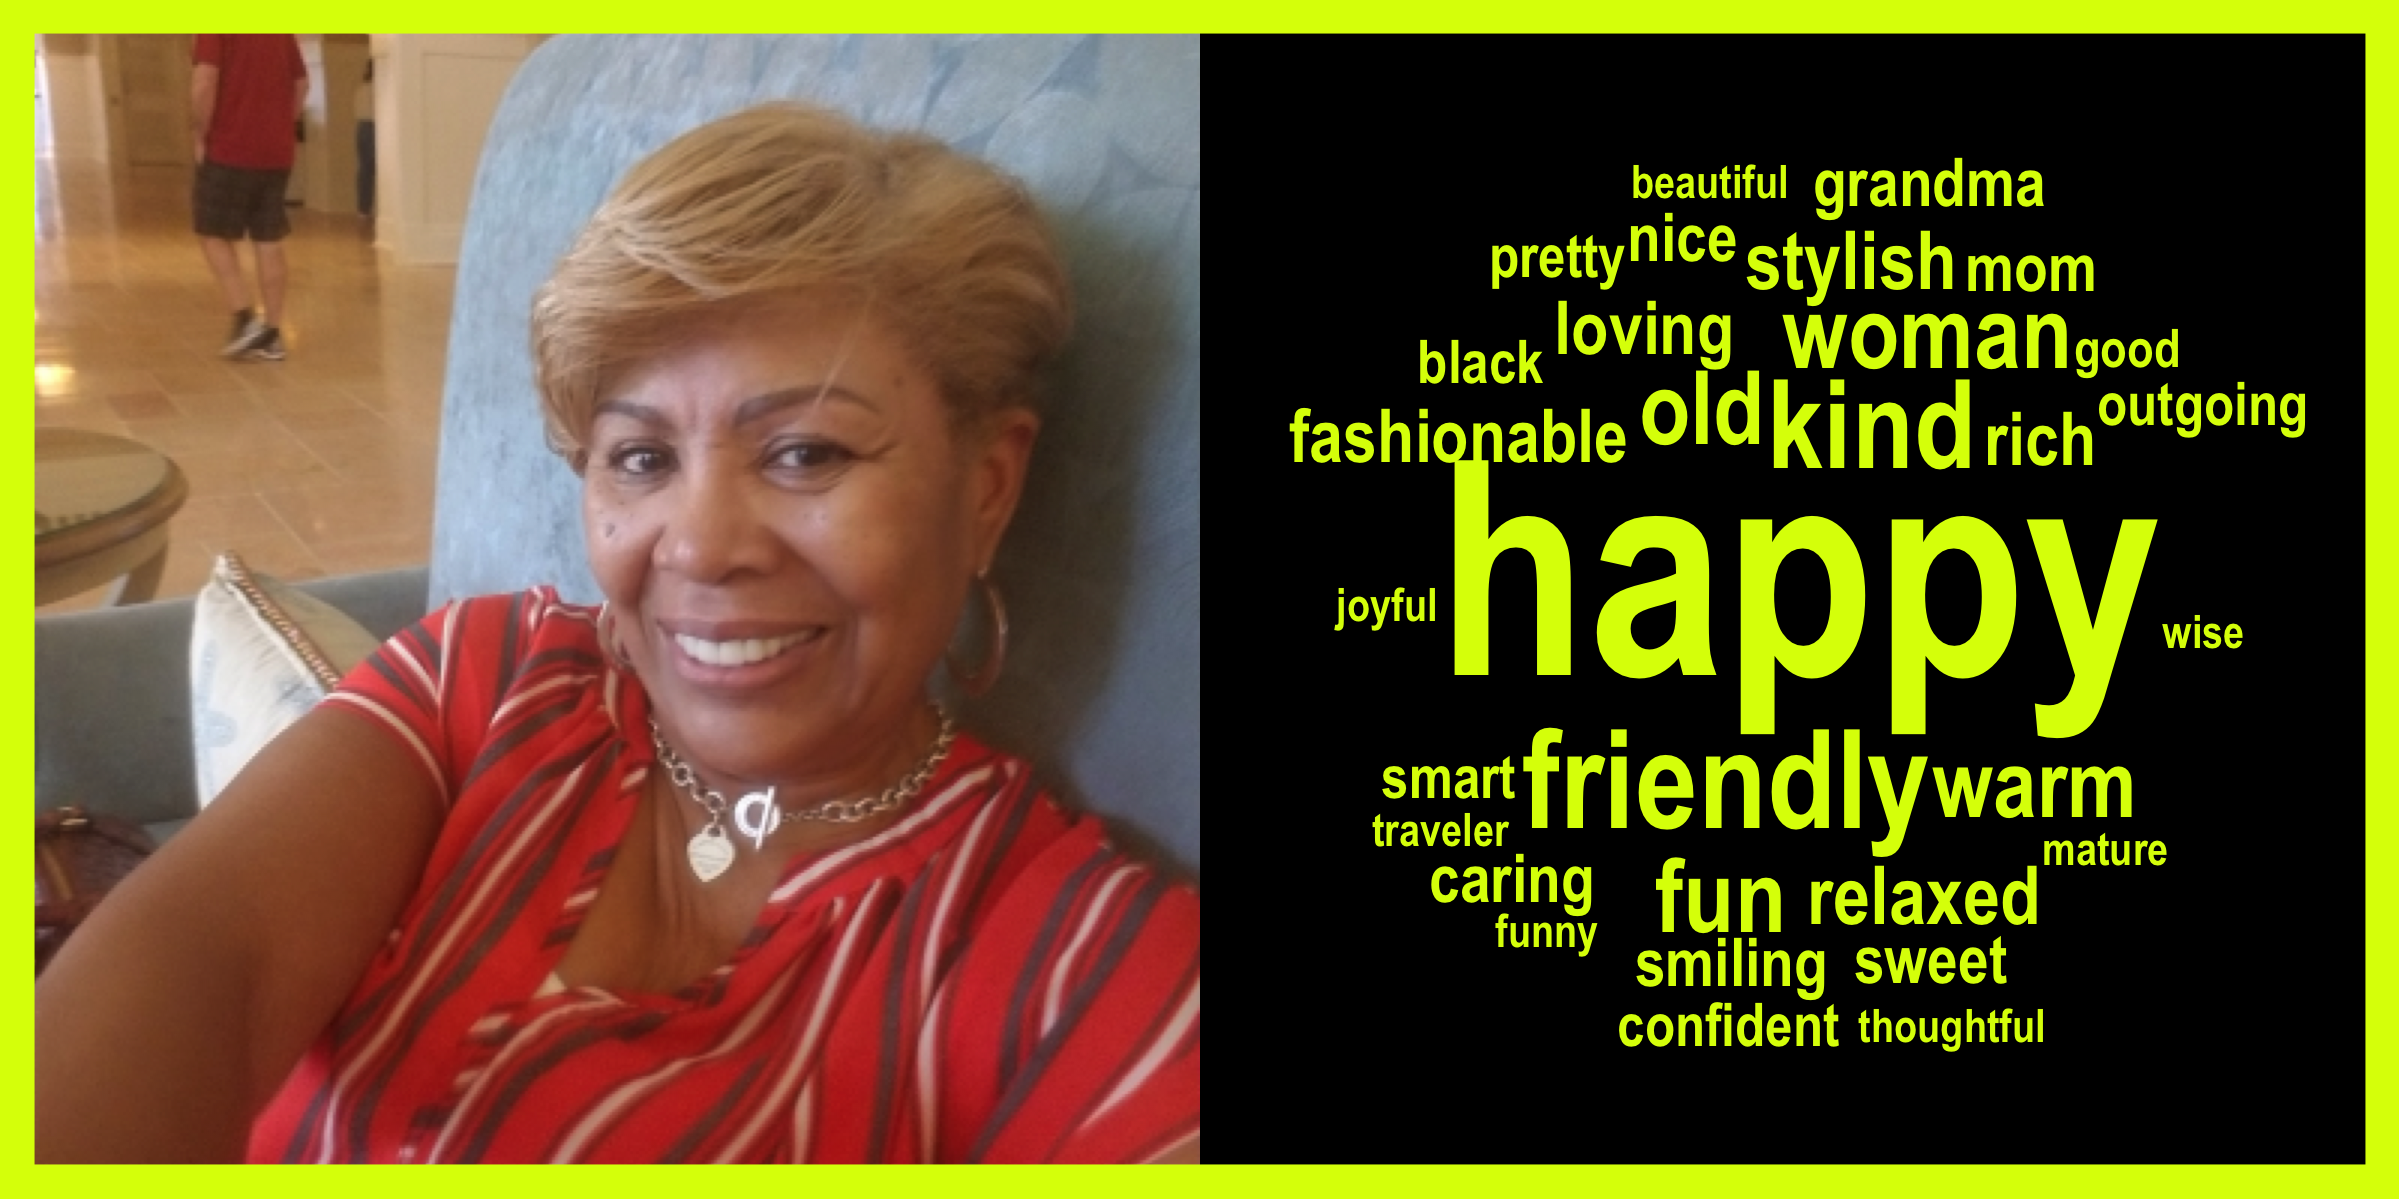 beautiful grandma
pretty nice stylish mom
black loving woman good
fashionable old kind rich outgoing
joyful happy wise
smart friendly warm
traveler mature
caring fun relaxed
funny
smiling sweet
confident thoughtful